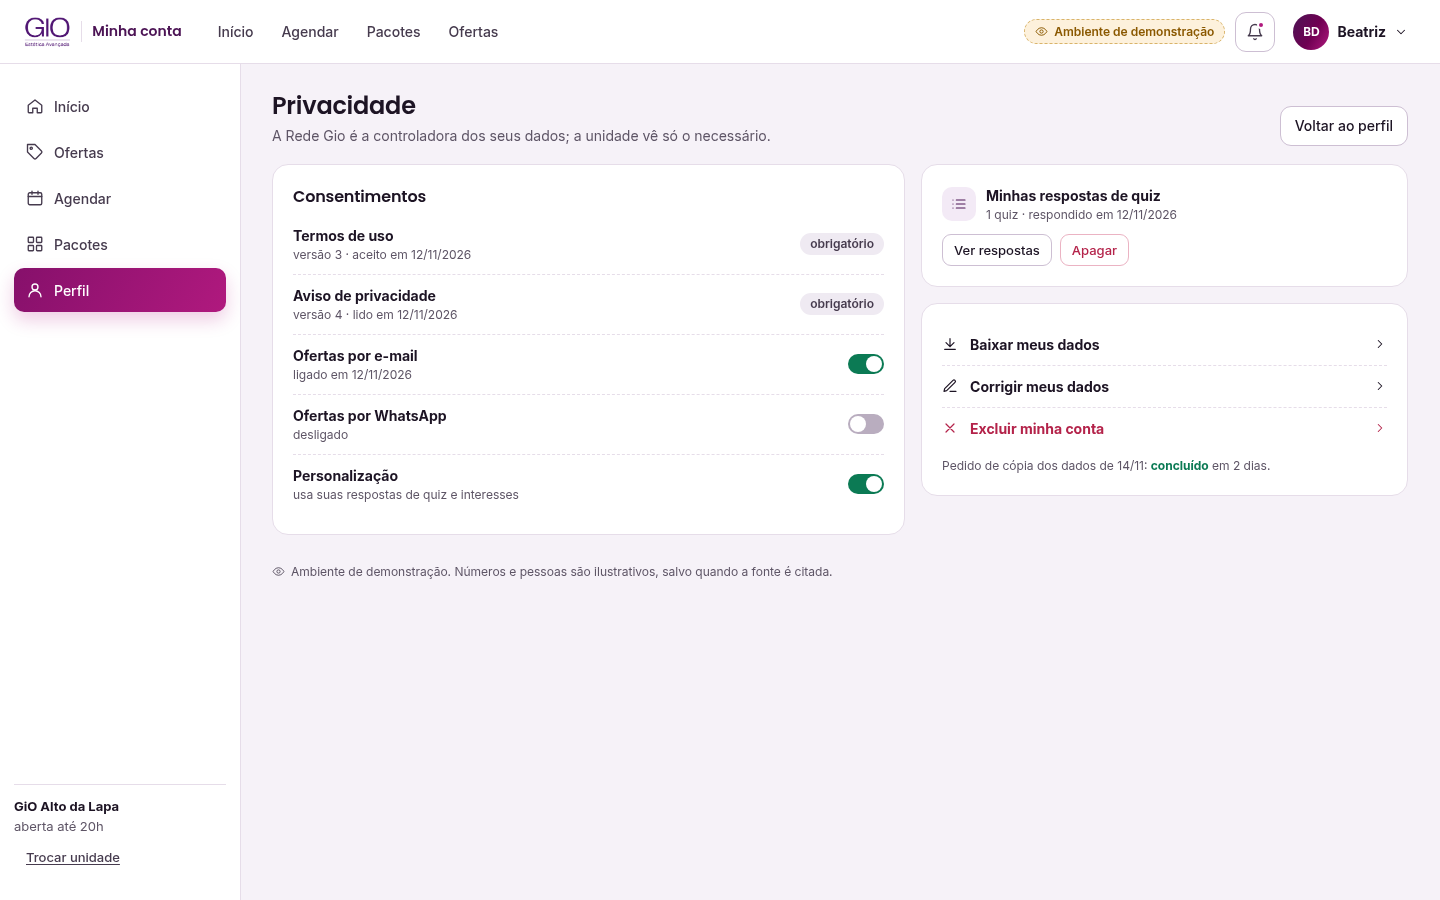 GIO
Estética Avançada
Minha conta
Início
Agendar
Pacotes
Ofertas
Ambiente de demonstração
BD
Beatriz
Início
Ofertas
Agendar
Pacotes
Perfil
GiO Alto da Lapa
aberta até 20h
Trocar unidade
Privacidade
A Rede Gio é a controladora dos seus dados; a unidade vê só o necessário.
Voltar ao perfil
Consentimentos
Termos de uso
versão 3 · aceito em 12/11/2026
obrigatório
Aviso de privacidade
versão 4 · lido em 12/11/2026
obrigatório
Ofertas por e-mail
ligado em 12/11/2026
Ofertas por WhatsApp
desligado
Personalização
usa suas respostas de quiz e interesses
Minhas respostas de quiz
1 quiz · respondido em 12/11/2026
Ver respostas
Apagar
Baixar meus dados
Corrigir meus dados
Excluir minha conta
Pedido de cópia dos dados de 14/11: concluído em 2 dias.
Ambiente de demonstração. Números e pessoas são ilustrativos, salvo quando a fonte é citada.